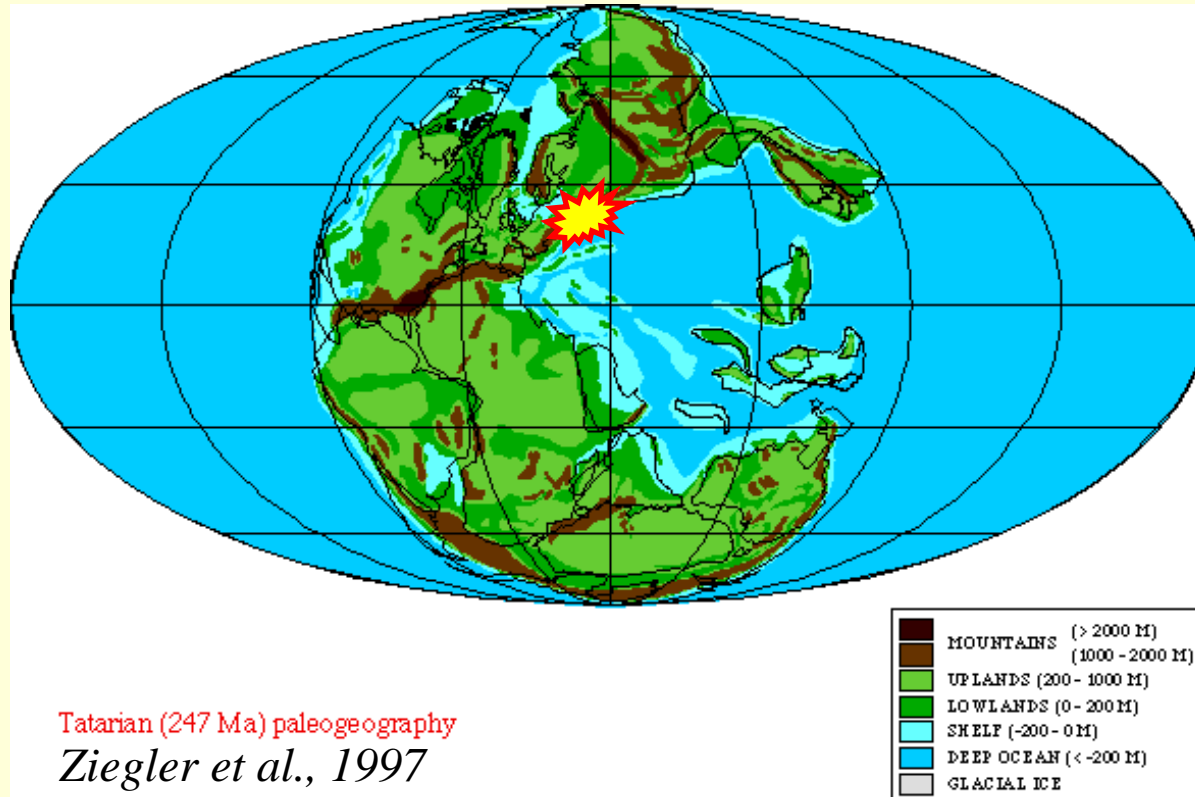 MOUNTAINS (> 2000 M)
(1000 - 2000 M)
UPLANDS (200 - 1000 M)
LOWLANDS (0 - 200 M)
SHELF (-200 - 0 M)
DEEP OCEAN (< -200 M)
GLACIAL ICE
Tatarian (247 Ma) paleogeography
Ziegler et al., 1997